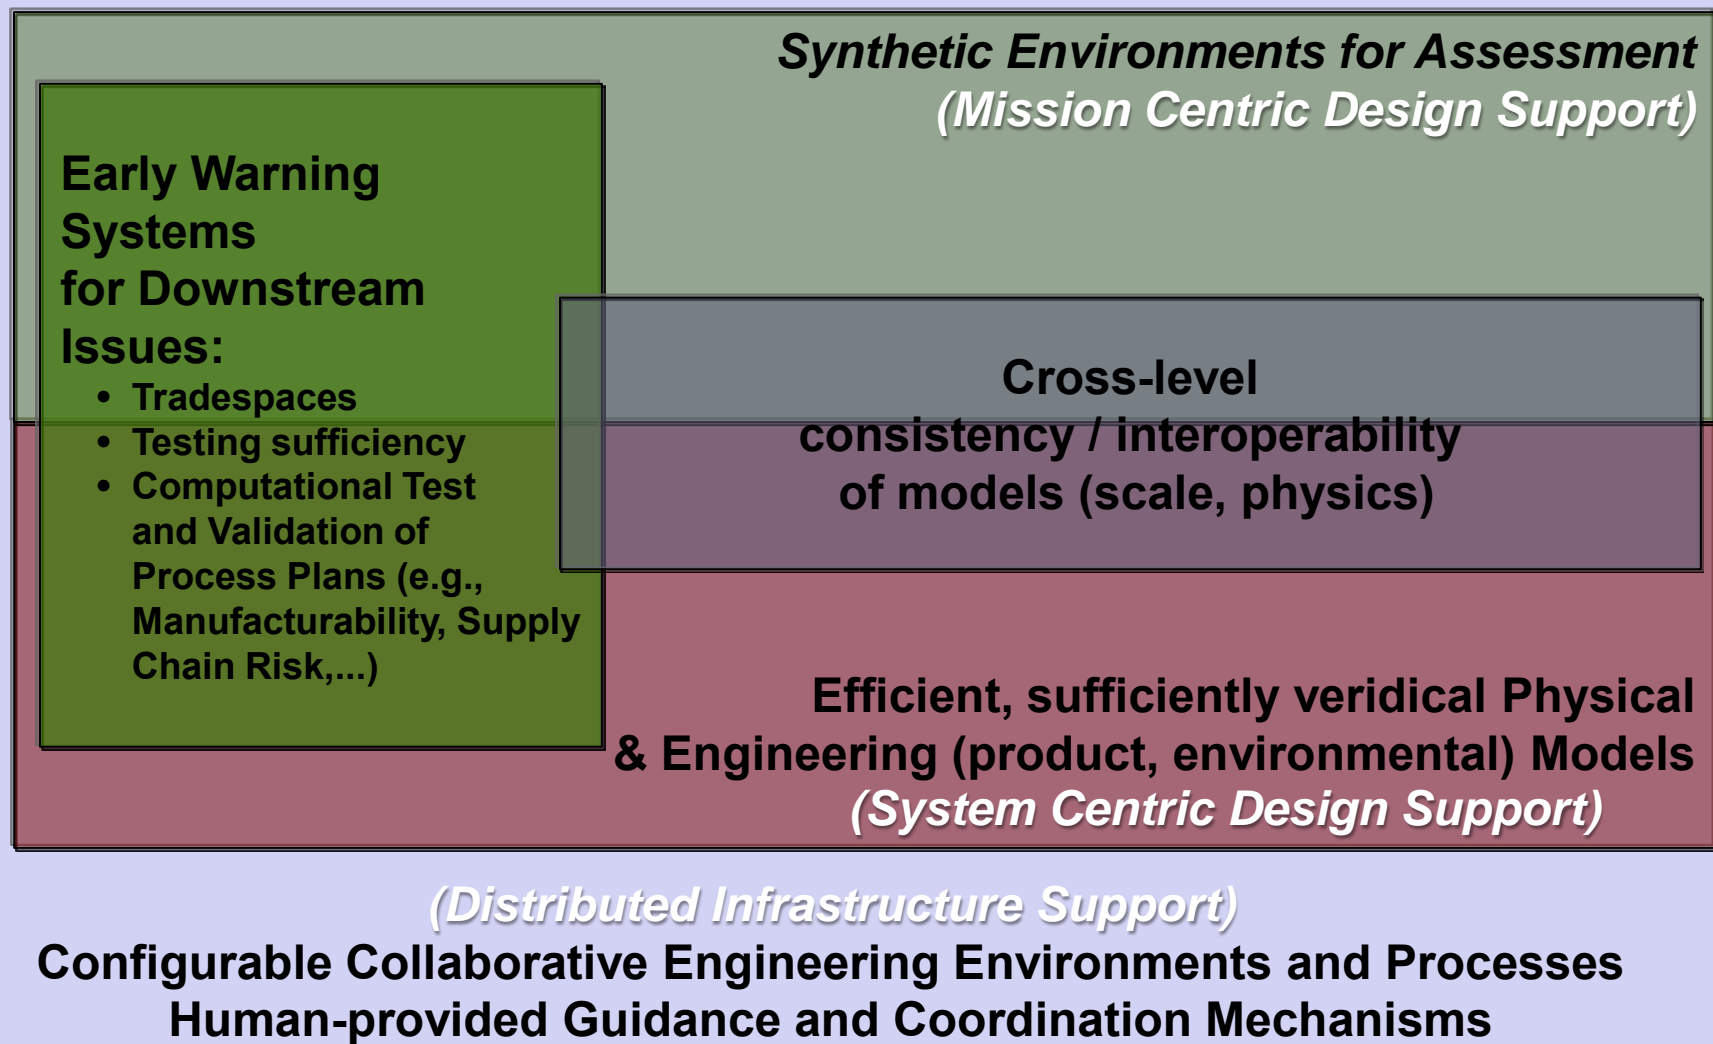 Synthetic Environments for Assessment
(Mission Centric Design Support)
Early Warning
Systems
for Downstream
Issues:
• Tradespaces
• Testing sufficiency
• Computational Test
and Validation of
Process Plans (e.g.,
Manufacturability, Supply
Chain Risk,...)
Cross-level
consistency / interoperability
of models (scale, physics)
Efficient, sufficiently veridical Physical
& Engineering (product, environmental) Models
(System Centric Design Support)
(Distributed Infrastructure Support)
Configurable Collaborative Engineering Environments and Processes
Human-provided Guidance and Coordination Mechanisms